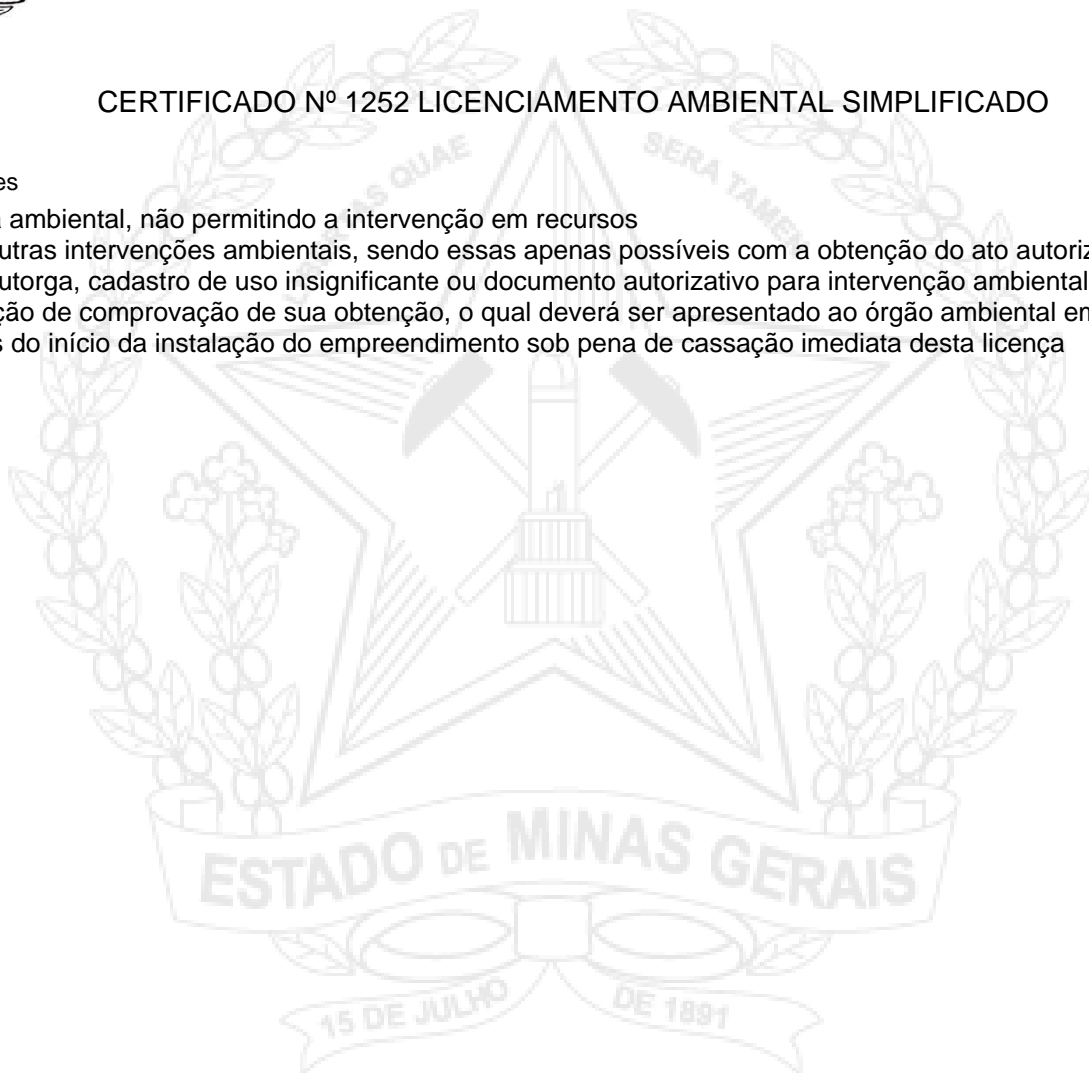 CERTIFICADO Nº 1252 LICENCIAMENTO AMBIENTAL SIMPLIFICADO
es
a ambiental, não permitindo a intervenção em recursos
utras intervenções ambientais, sendo essas apenas possíveis com a obtenção do ato autoriz
utorga, cadastro de uso insignificante ou documento autorizativo para intervenção ambiental
ção de comprovação de sua obtenção, o qual deverá ser apresentado ao órgão ambiental em
s do início da instalação do empreendimento sob pena de cassação imediata desta licença
QUAE SERA TAMEN
ESTADO DE MINAS GERAIS
15 DE JULHO DE 1891